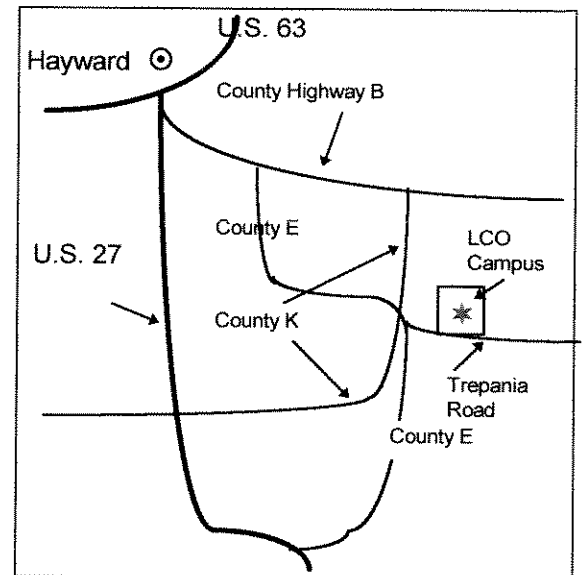 U.S. 63
Hayward
County Highway B
County E
LCO
Campus
U.S. 27
County K
Trepania
Road
County E